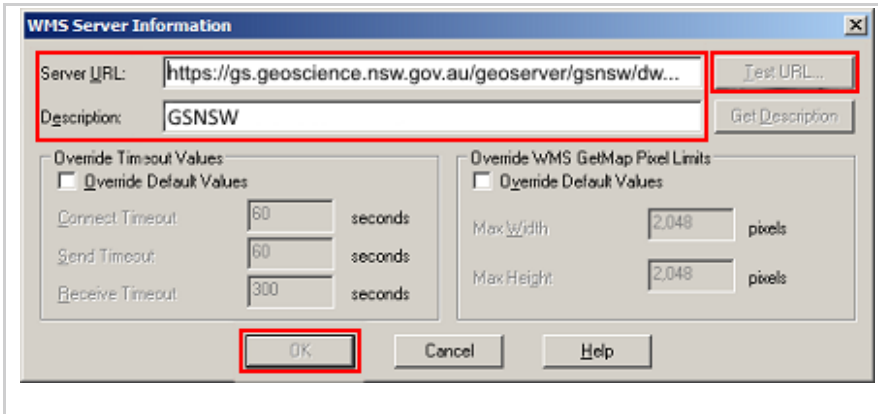 WMS Server Information
Server URL: https://gs.geoscience.nsw.gov.au/geoserver/gsnsw/dw... Test URL...
Description: GSNSW Get Description
Override Timeout Values Override WMS GetMap Pixel Limits
Override Default Values Override Default Values
Connect Timeout 60 seconds Max Width 2,048 pixels
Send Timeout 60 seconds Max Height 2,048 pixels
Receive Timeout 300 seconds
OK Cancel Help